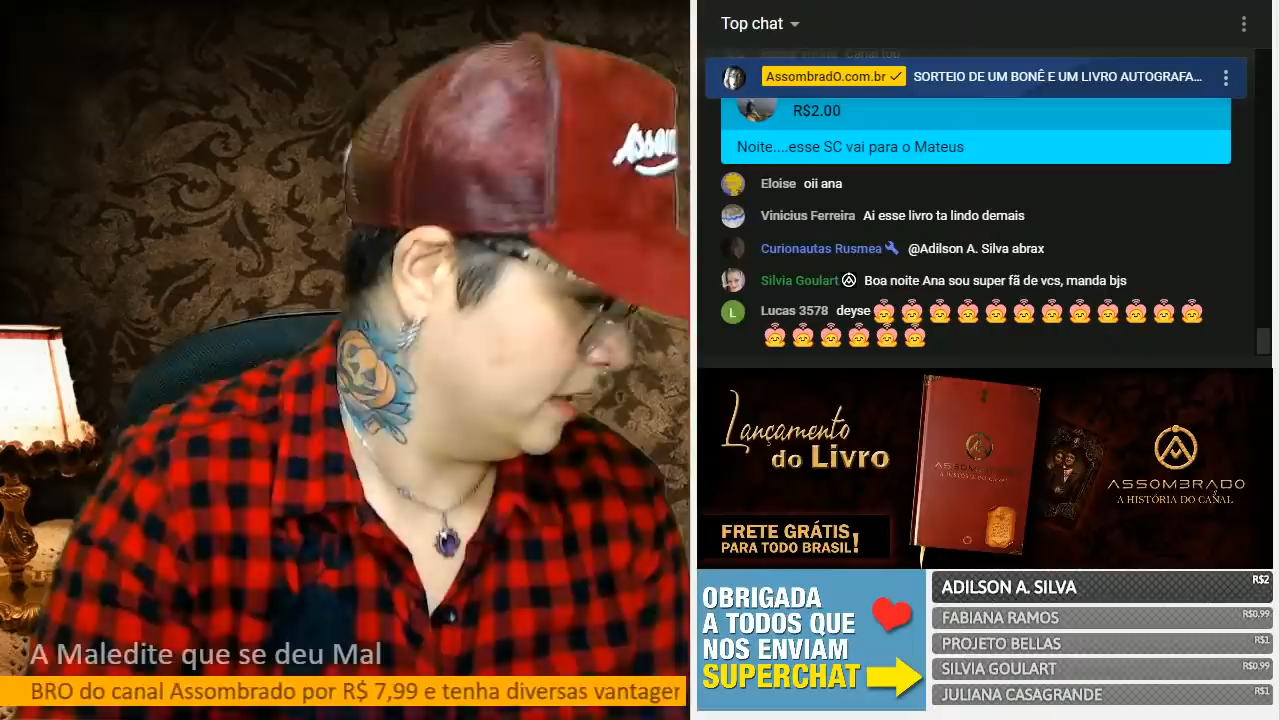 Top chat
AssombradO.com.br SORTEIO DE UM BONÊ E UM LIVRO AUTOGRAFA...
R$2.00
Noite....esse SC vai para o Mateus
Eloise oii ana
Vinicius Ferreira Ai esse livro ta lindo demais
Curionautas Rusmea @Adilson A. Silva abrax
Silvia Goulart Boa noite Ana sou super fã de vcs, manda bjs
L Lucas 3578 deyse
Lançamento
do Livro
ASSOMBRADO
A HISTÓRIA DO CANAL
ASSOMBRADO
A HISTÓRIA DO CANAL
FRETE GRÁTIS
PARA TODO BRASIL!
OBRIGADA
A TODOS QUE
NOS ENVIAM
SUPERCHAT
ADILSON A. SILVA R$2
FABIANA RAMOS R$0.99
PROJETO BELLAS R$1
SILVIA GOULART R$0.99
JULIANA CASAGRANDE R$1
A Maledite que se deu Mal
BRO do canal Assombrado por R$ 7,99 e tenha diversas vantager